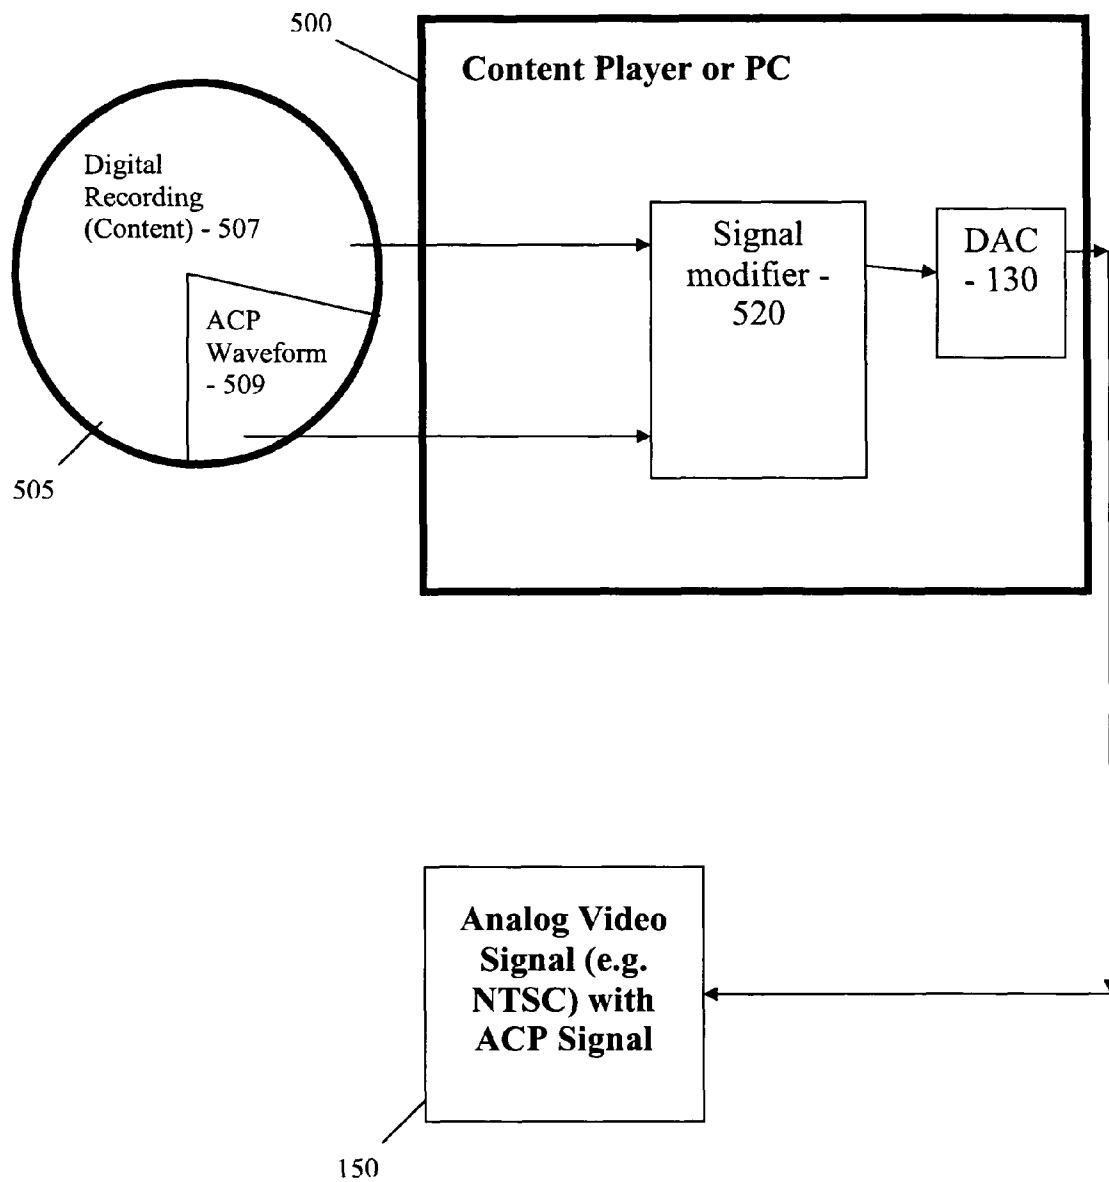 500
Content Player or PC
Digital
Recording
(Content) - 507
ACP
Waveform
- 509
505
Signal
modifier -
520
DAC
- 130
Analog Video
Signal (e.g.
NTSC) with
ACP Signal
150